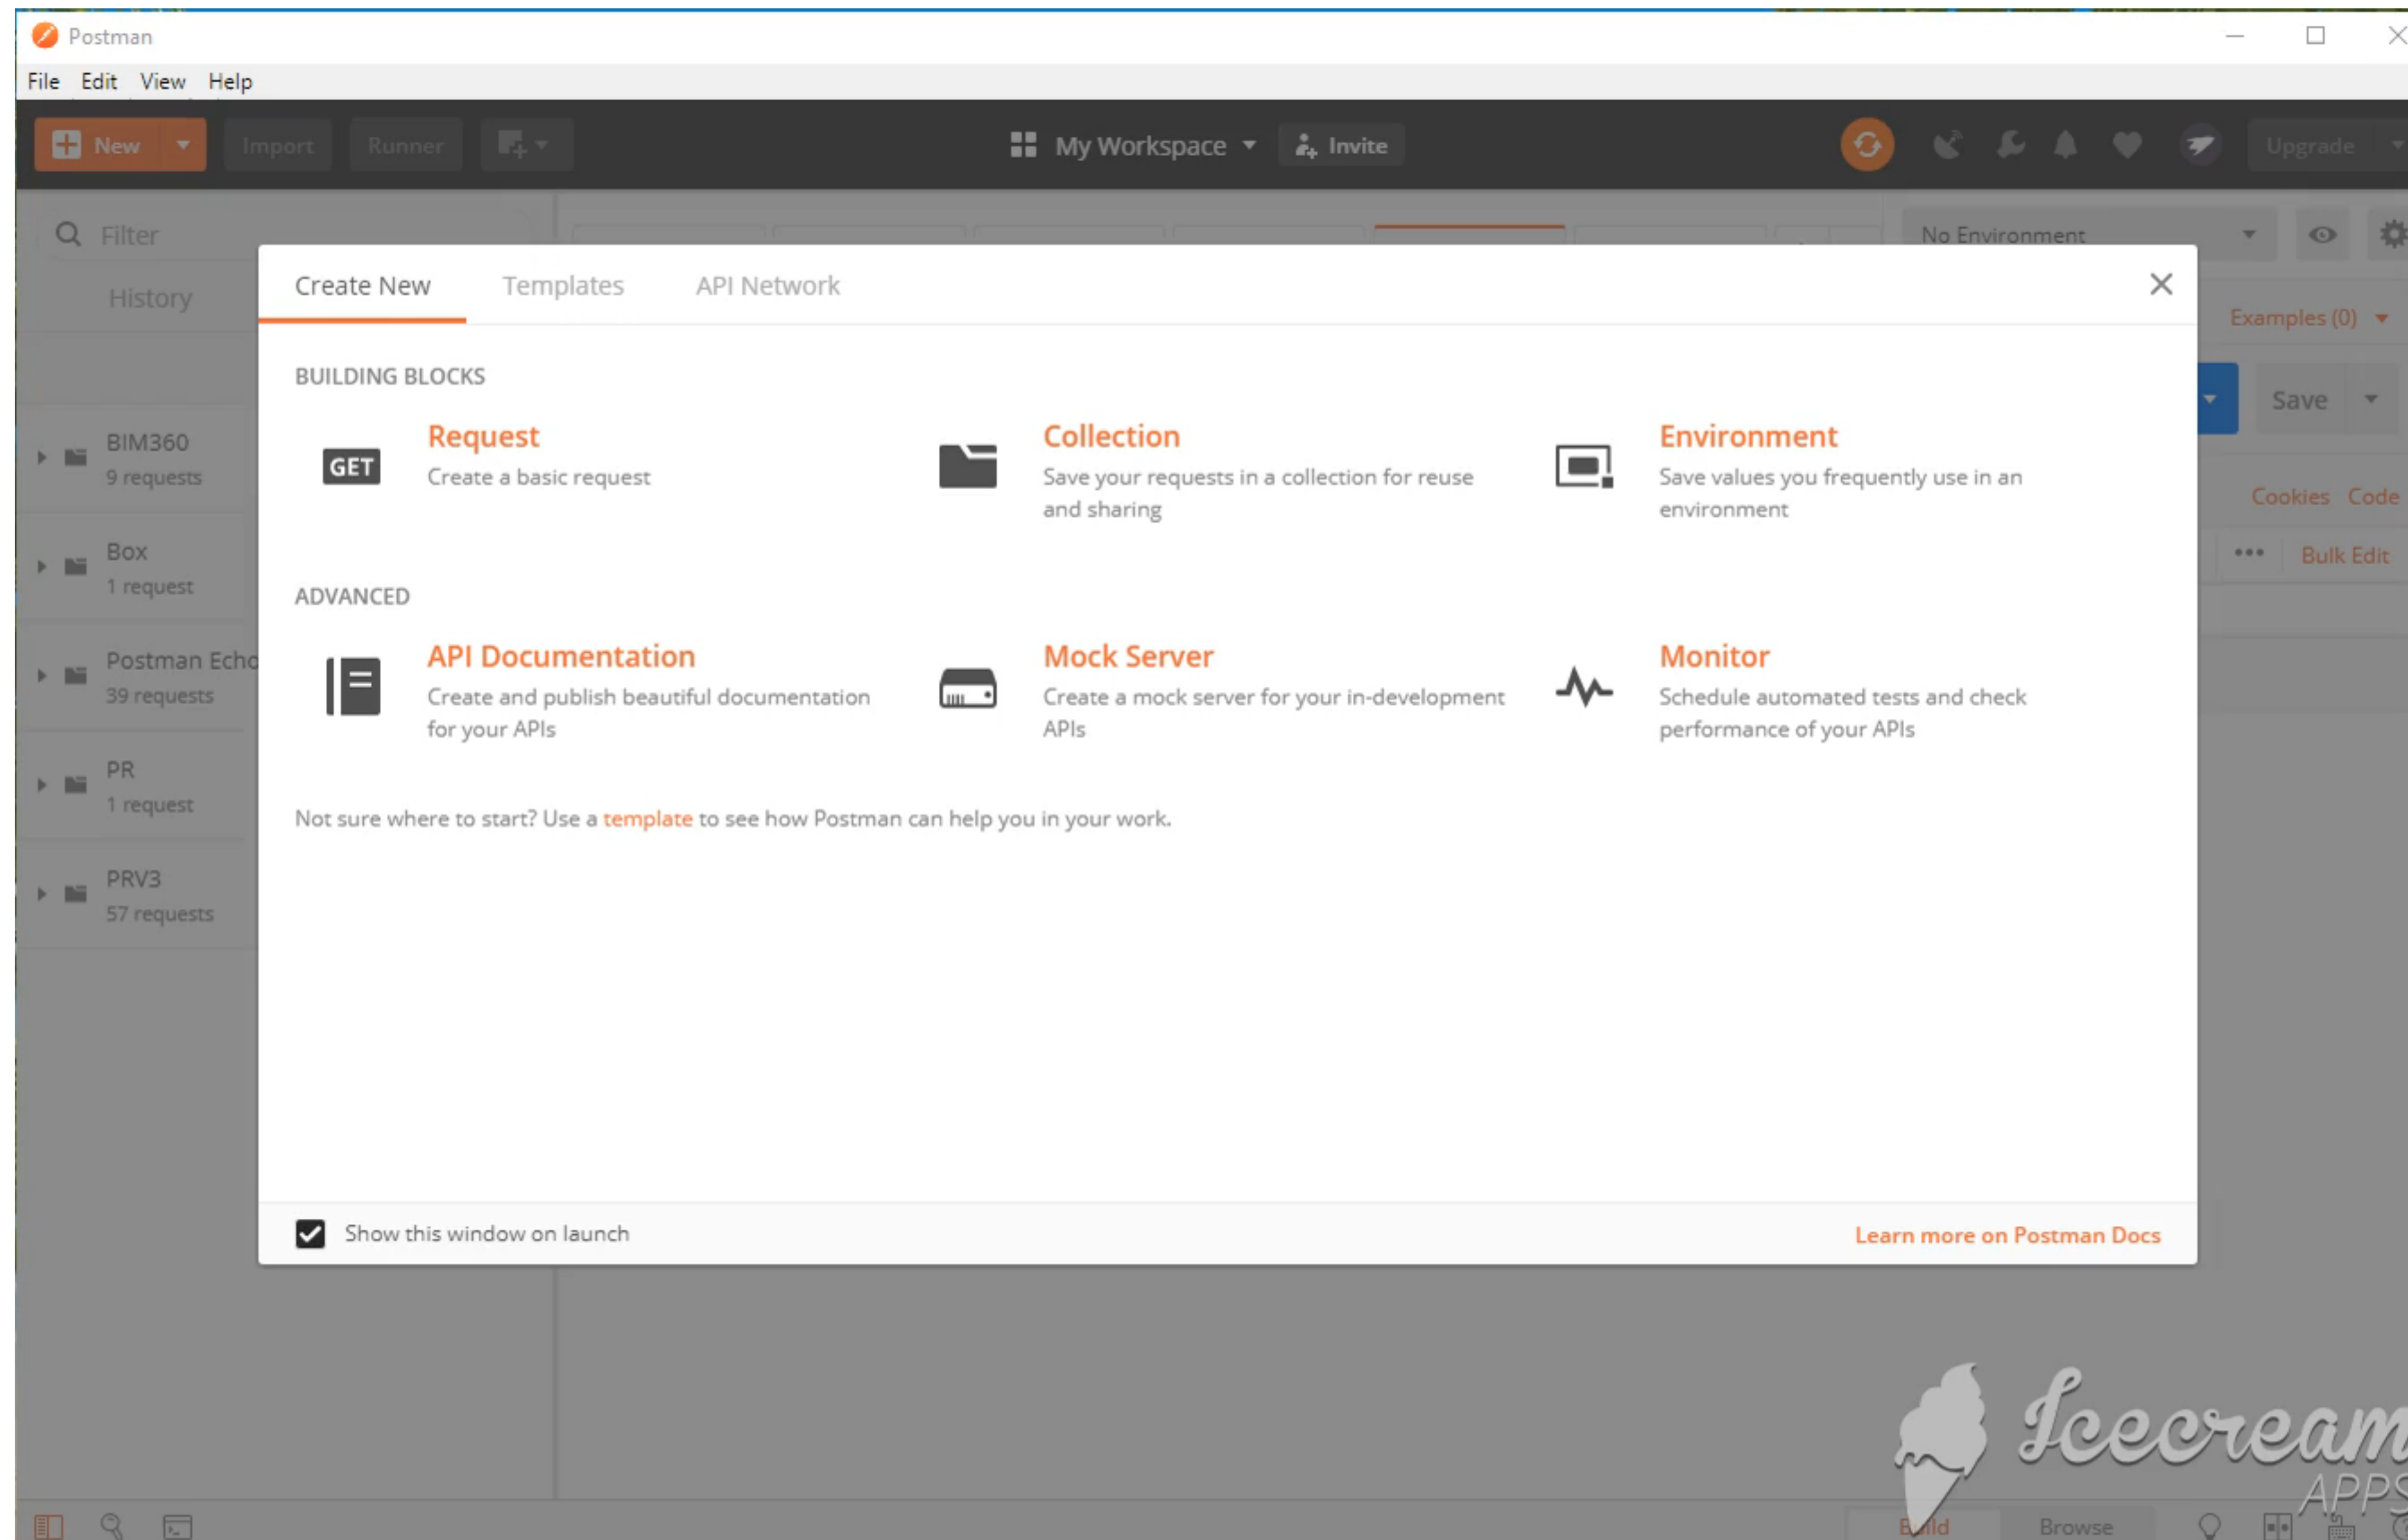 Postman
File Edit View Help
New Import Runner My Workspace Invite Upgrade
Filter
No Environment
History
Examples (0)
Save
BIM360
9 requests
Cookies Code
Box
1 request
Bulk Edit
Postman Echo
39 requests
PR
1 request
PRV3
57 requests
Create New Templates API Network
BUILDING BLOCKS
GET
Request
Create a basic request
Collection
Save your requests in a collection for reuse
and sharing
Environment
Save values you frequently use in an
environment
ADVANCED
API Documentation
Create and publish beautiful documentation
for your APIs
Mock Server
Create a mock server for your in-development
APIs
Monitor
Schedule automated tests and check
performance of your APIs
Not sure where to start? Use a template to see how Postman can help you in your work.
Show this window on launch
Learn more on Postman Docs
Icecream
APPS
Build Browse